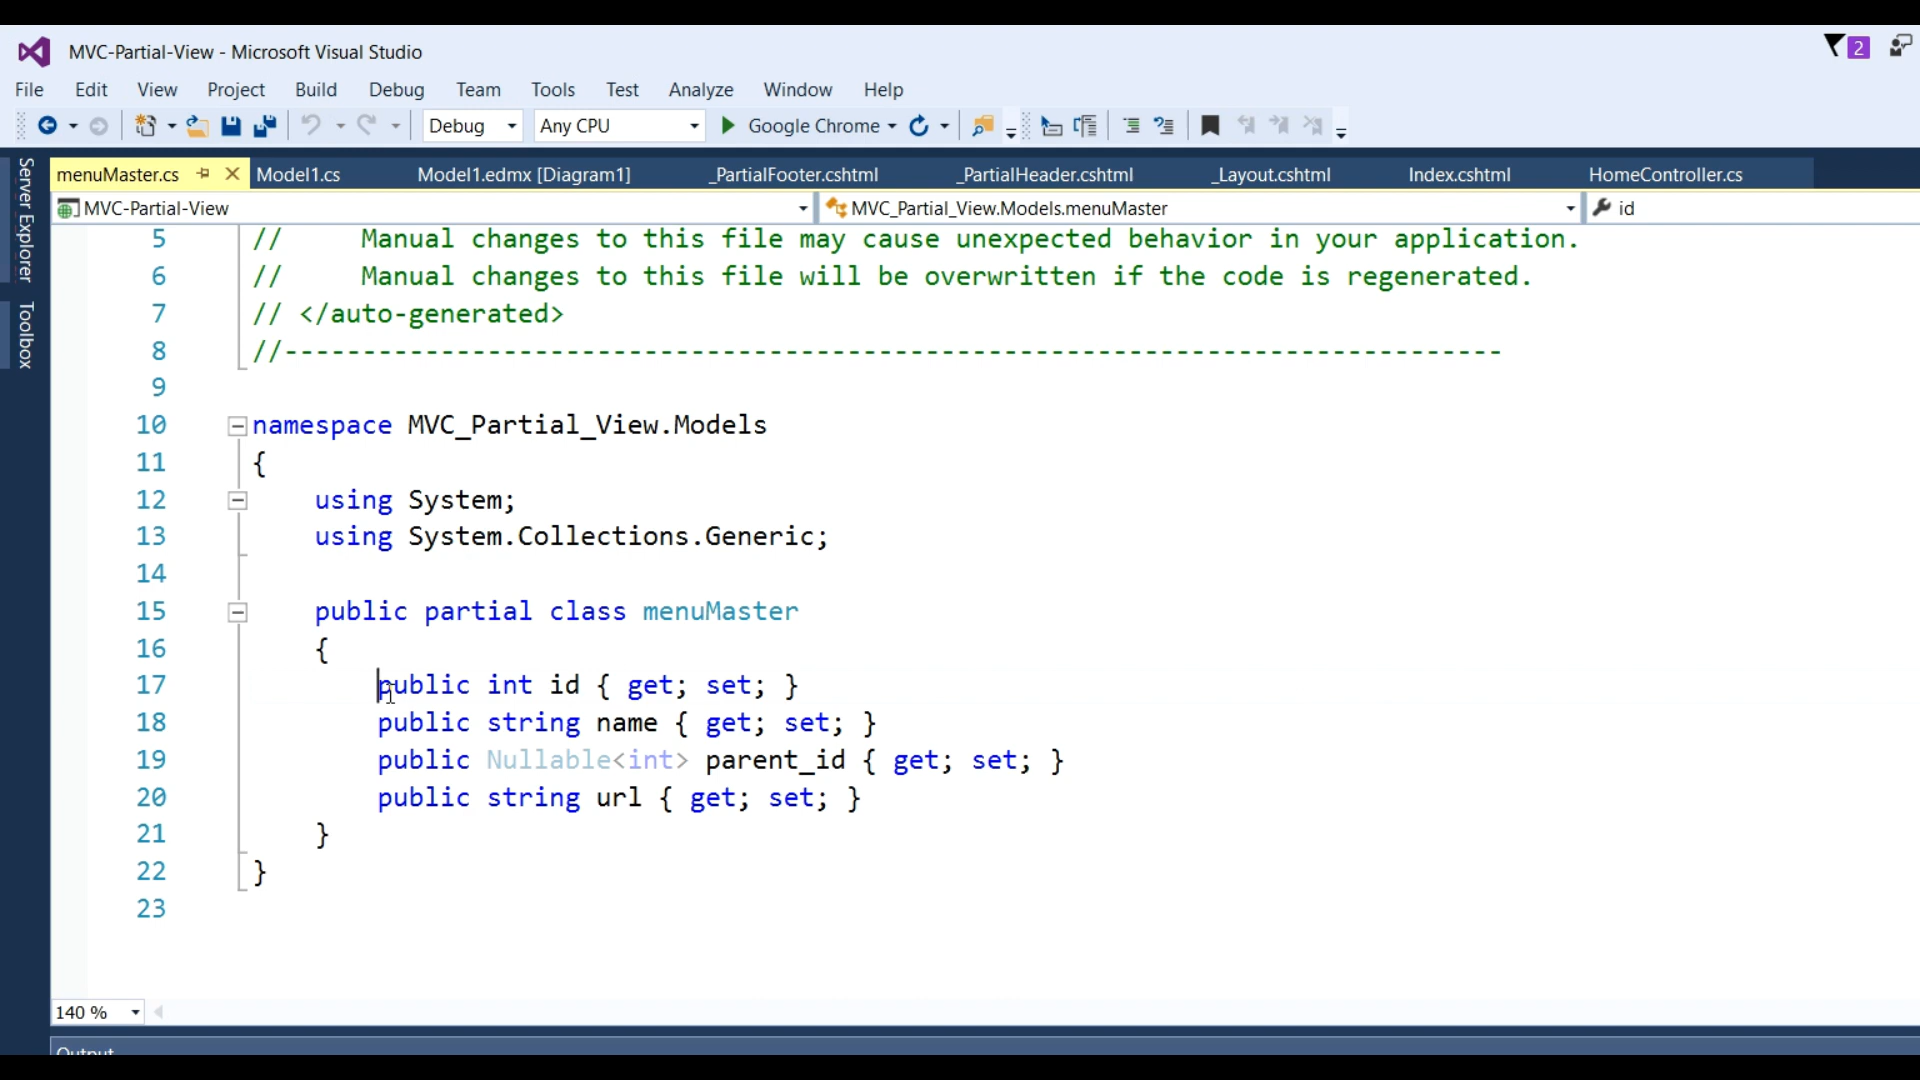 MVC-Partial-View - Microsoft Visual Studio
2
File Edit View Project Build Debug Team Tools Test Analyze Window Help
Debug Any CPU Google Chrome
Server Explorer
Toolbox
menuMaster.cs Model1.cs Model1.edmx [Diagram1] _PartialFooter.cshtml _PartialHeader.cshtml _Layout.cshtml Index.cshtml HomeController.cs
MVC-Partial-View MVC_Partial_View.Models.menuMaster id
5 //     Manual changes to this file may cause unexpected behavior in your application.
6 //     Manual changes to this file will be overwritten if the code is regenerated.
7 // </auto-generated>
8 //------------------------------------------------------------------------------
9
10 namespace MVC_Partial_View.Models
11 {
12     using System;
13     using System.Collections.Generic;
14
15     public partial class menuMaster
16     {
17         public int id { get; set; }
18         public string name { get; set; }
19         public Nullable<int> parent_id { get; set; }
20         public string url { get; set; }
21     }
22 }
23
140 %
Output